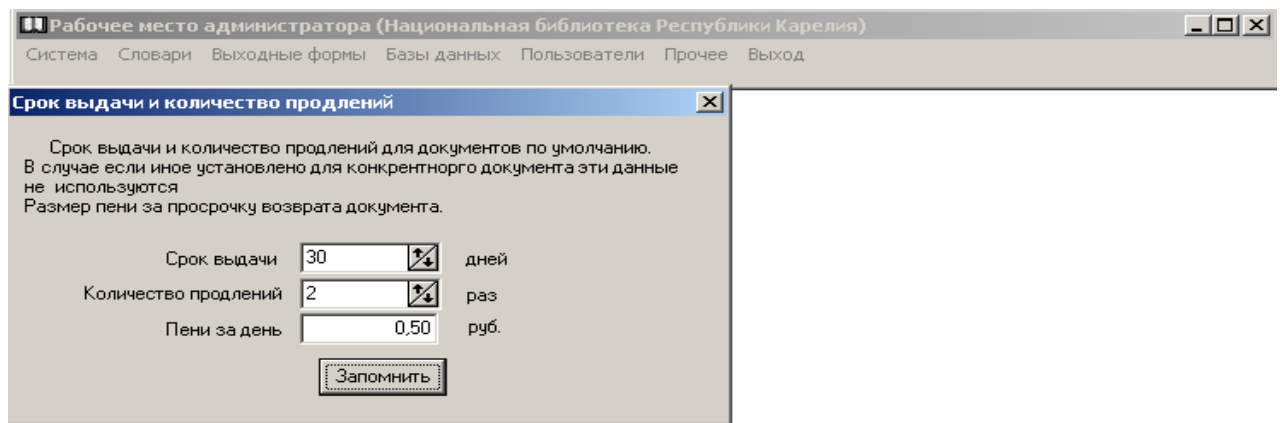 Рабочее место администратора (Национальная библиотека Республики Карелия)
Система Словари Выходные формы Базы данных Пользователи Прочее Выход
Срок выдачи и количество продлений
Срок выдачи и количество продлений для документов по умолчанию.
В случае если иное установлено для конкрентнорго документа эти данные
не используются
Размер пени за просрочку возврата документа.
Срок выдачи 30 дней
Количество продлений 2 раз
Пени за день 0,50 руб.
Запомнить